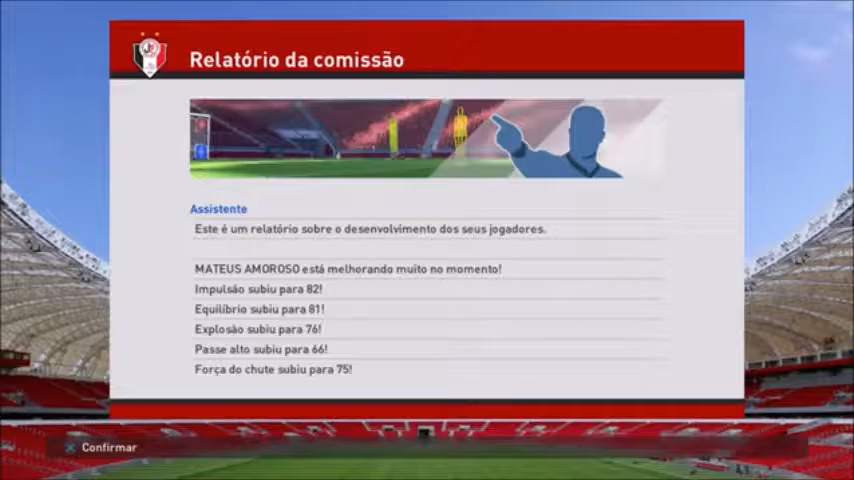 Relatório da comissão
Assistente
Este é um relatório sobre o desenvolvimento dos seus jogadores.
MATEUS AMOROSO está melhorando muito no momento!
Impulsão subiu para 82!
Equilíbrio subiu para 81!
Explosão subiu para 76!
Passe alto subiu para 66!
Força do chute subiu para 75!
Confirmar